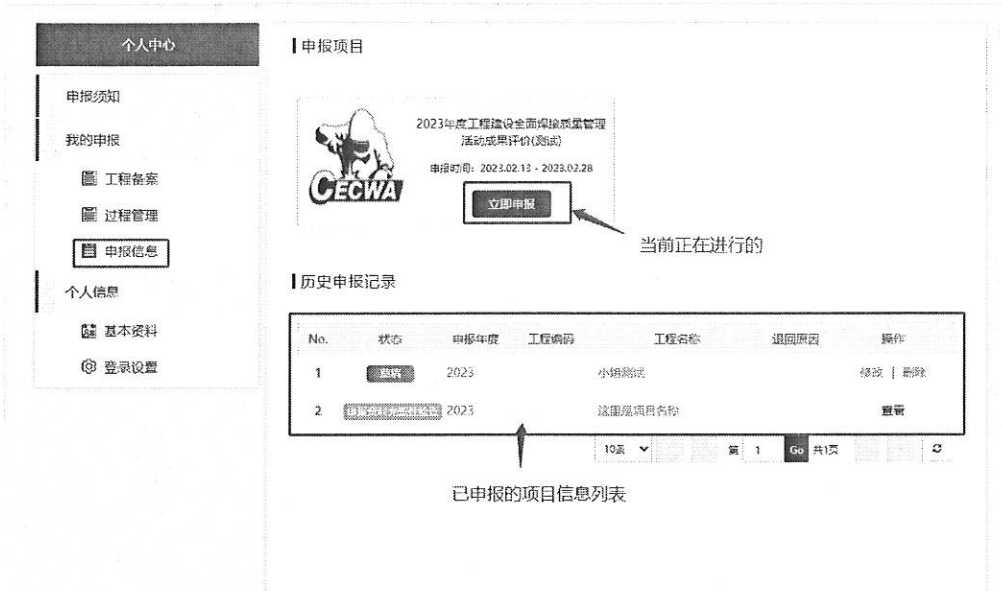 个人中心
申报须知
我的申报
工程备案
过程管理
申报信息
个人信息
基本资料
登录设置
申报项目
CECWA
2023年度工程建设全面焊接质量管理
活动成果评价(测试)
申报时间: 2023.02.13 - 2023.02.28
立即申报
当前正在进行的
历史申报记录
No. 状态 申报年度 工程编码 工程名称 退回原因 操作
1 2023 小锤测试 修改 | 删除
2 2023 这里是项目名称 查看
10条 第 1 Go 共1页
已申报的项目信息列表